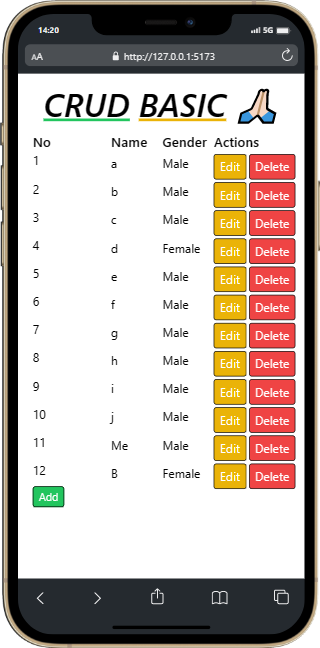 14:20
5G
AA http://127.0.0.1:5173
CRUD BASIC
No Name Gender Actions
1 a Male Edit Delete
2 b Male Edit Delete
3 c Male Edit Delete
4 d Female Edit Delete
5 e Male Edit Delete
6 f Male Edit Delete
7 g Male Edit Delete
8 h Male Edit Delete
9 i Male Edit Delete
10 j Male Edit Delete
11 Me Male Edit Delete
12 B Female Edit Delete
Add